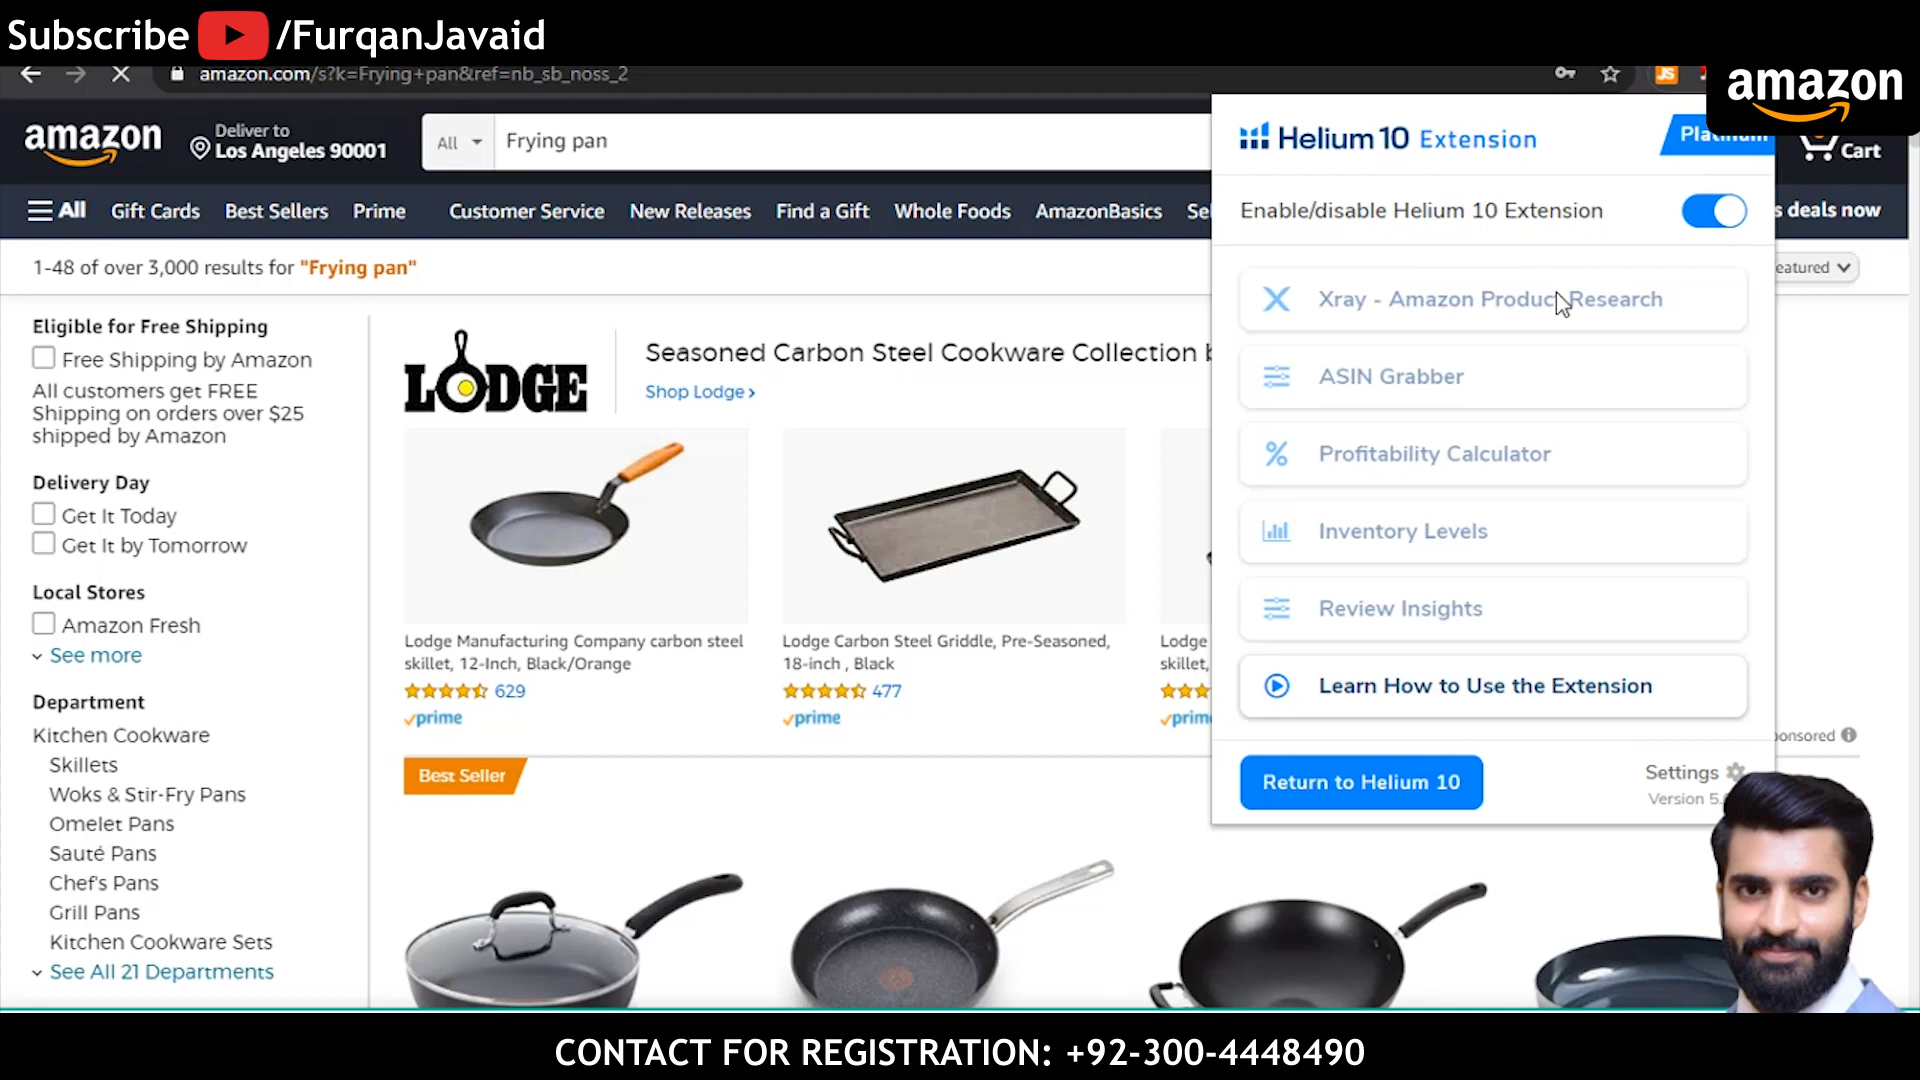 Subscribe /FurqanJavaid
amazon.com/s?k=Frying+pan&ref=nb_sb_noss_2
JS
amazon
amazon
Deliver to
Los Angeles 90001
All
Frying pan
Cart
All
Gift Cards
Best Sellers
Prime
Customer Service
New Releases
Find a Gift
Whole Foods
AmazonBasics
s deals now
1-48 of over 3,000 results for "Frying pan"
eatured
Eligible for Free Shipping
Free Shipping by Amazon
All customers get FREE
Shipping on orders over $25
shipped by Amazon
Delivery Day
Get It Today
Get It by Tomorrow
Local Stores
Amazon Fresh
See more
Department
Kitchen Cookware
Skillets
Woks & Stir-Fry Pans
Omelet Pans
Sauté Pans
Chef's Pans
Grill Pans
Kitchen Cookware Sets
See All 21 Departments
LODGE
Seasoned Carbon Steel Cookware Collection
Shop Lodge ›
Lodge Manufacturing Company carbon steel
skillet, 12-Inch, Black/Orange
629
prime
Lodge Carbon Steel Griddle, Pre-Seasoned,
18-inch , Black
477
prime
Lodge
skillet,
prime
ponsored
Best Seller
Helium 10 Extension
Platinum
Enable/disable Helium 10 Extension
Xray - Amazon Product Research
ASIN Grabber
Profitability Calculator
Inventory Levels
Review Insights
Learn How to Use the Extension
Return to Helium 10
Settings
Version 5.
CONTACT FOR REGISTRATION: +92-300-4448490